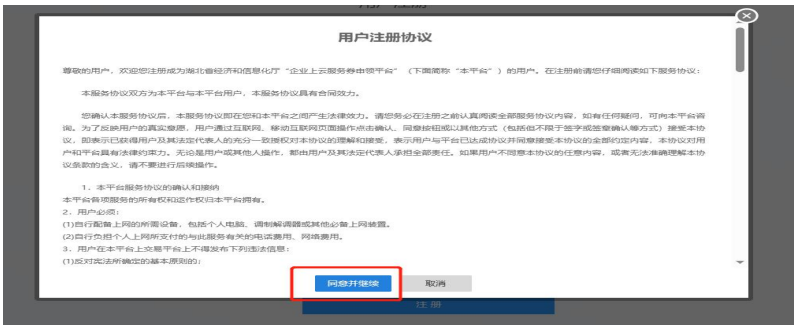 用户注册协议
尊敬的用户，欢迎您注册成为湖北省经济和信息化厅“企业上云服务券申领平台”（下面简称“本平台”）的用户。在注册前请您仔细阅读如下服务协议：
本服务协议双方为本平台与本平台用户，本服务协议具有合同效力。
您确认本服务协议后，本服务协议即在您和本平台之间产生法律效力。请您务必在注册之前认真阅读全部服务协议内容，如有任何疑问，可向本平台咨
询。为了反映用户的真实意愿，用户通过互联网、移动互联网页面操作点击确认、同意按钮或以其他方式（包括但不限于签字或签章确认等方式）接受本协
议，即表示已获得用户及其法定代表人的充分一致授权对本协议的理解和接受，表示用户与平台已达成协议并同意接受本协议的全部约定内容，本协议对用
户和平台具有法律约束力。无论是用户或其他人操作，都由用户及其法定代表人承担全部责任。如果用户不同意本协议的任意内容，或者无法准确理解本协
议条款的含义，请不要进行后续操作。
1、本平台服务协议的确认和接纳
本平台各项服务的所有权和运作权归本平台拥有。
2、用户必须：
(1)自行配备上网的所需设备，包括个人电脑、调制解调器或其他必备上网装置。
(2)自行负担个人上网所支付的与此服务有关的电话费用、网络费用。
3、用户在本平台上交易平台上不得发布下列违法信息：
(1)反对宪法所确定的基本原则的；
同意并继续 取消
注册